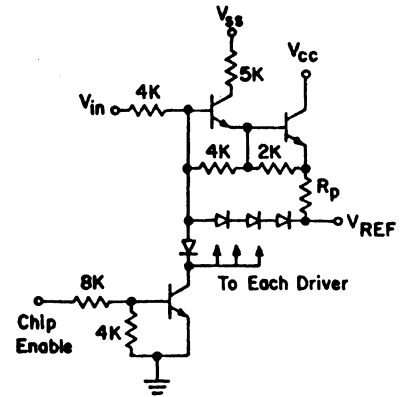 Vss
5K
Vcc
4K
Vin
4K
2K
Rp
VREF
To Each Driver
8K
4K
Chip
Enable